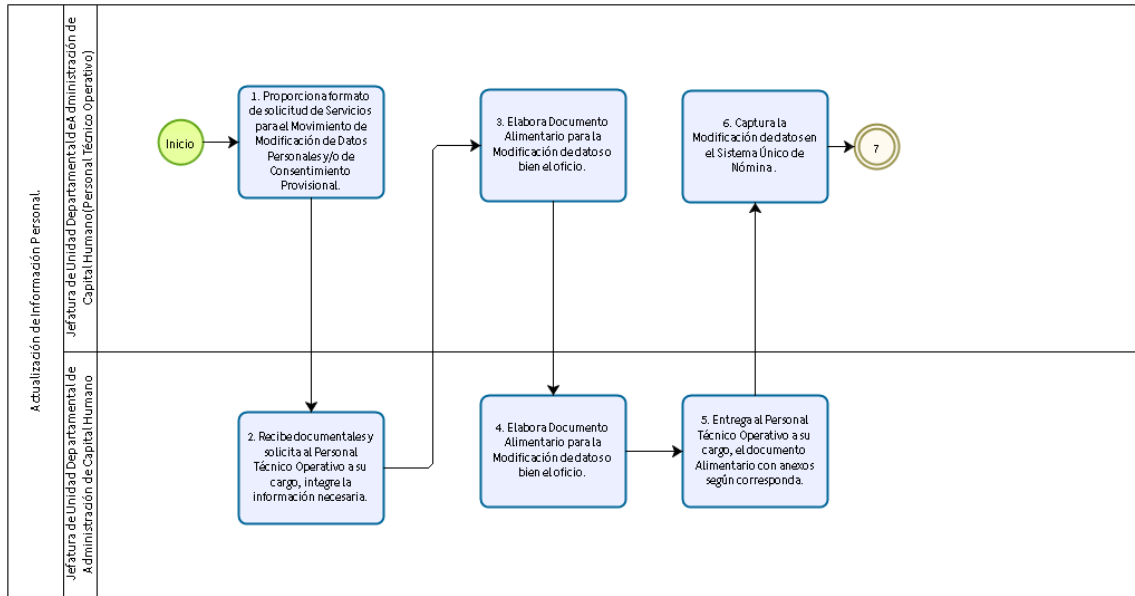 Actualización de Información Personal.
Jefatura de Unidad Departamental de Administración de
Capital Humano (Personal Técnico Operativo)
Inicio
1. Proporciona formato
de solicitud de Servicios
para el Movimiento de
Modificación de Datos
Personales y/o de
Consentimiento
Provisional.
3. Elabora Documento
Alimentario para la
Modificación de datos o
bien el oficio.
6. Captura la
Modificación de datos en
el Sistema Único de
Nómina.
7
Jefatura de Unidad Departamental de
Administración de Capital Humano
2. Recibe documentales y
solicita al Personal
Técnico Operativo a su
cargo, integre la
información necesaria.
4. Elabora Documento
Alimentario para la
Modificación de datos o
bien el oficio.
5. Entrega al Personal
Técnico Operativo a su
cargo, el documento
Alimentario con anexos
según corresponda.